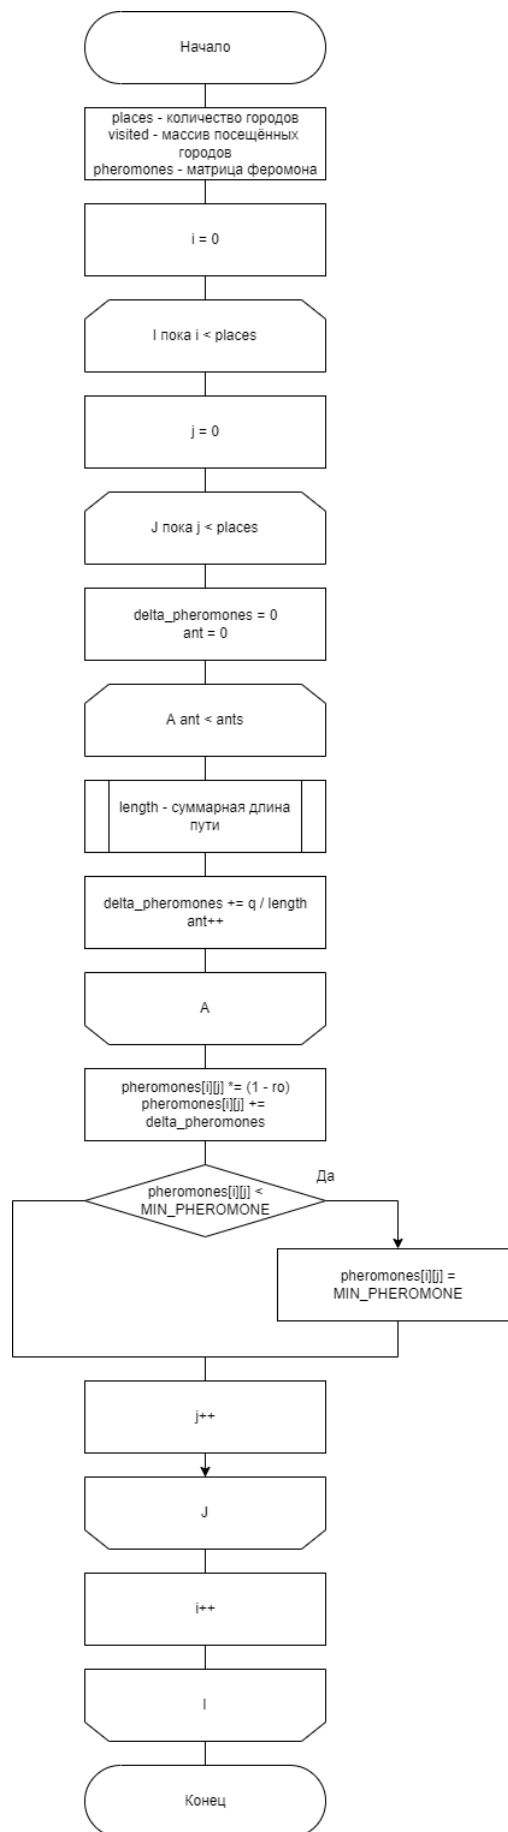 Начало
places - количество городов
visited - массив посещённых
городов
pheromones - матрица феромона
i = 0
I пока i < places
j = 0
J пока j < places
delta_pheromones = 0
ant = 0
A ant < ants
length - суммарная длина
пути
delta_pheromones += q / length
ant++
A
pheromones[i][j] *= (1 - ro)
pheromones[i][j] +=
delta_pheromones
Да
pheromones[i][j] <
MIN_PHEROMONE
pheromones[i][j] =
MIN_PHEROMONE
j++
J
i++
I
Конец